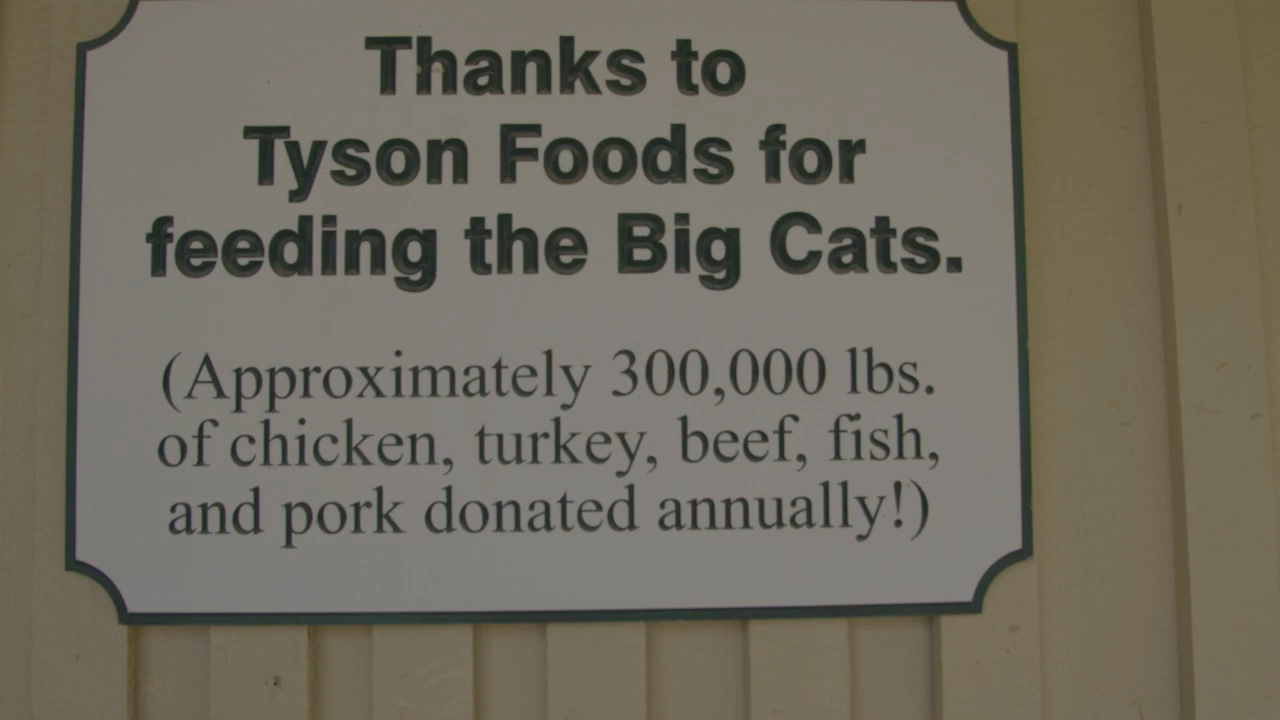 Thanks to
Tyson Foods for
feeding the Big Cats.
(Approximately 300,000 lbs.
of chicken, turkey, beef, fish,
and pork donated annually!)